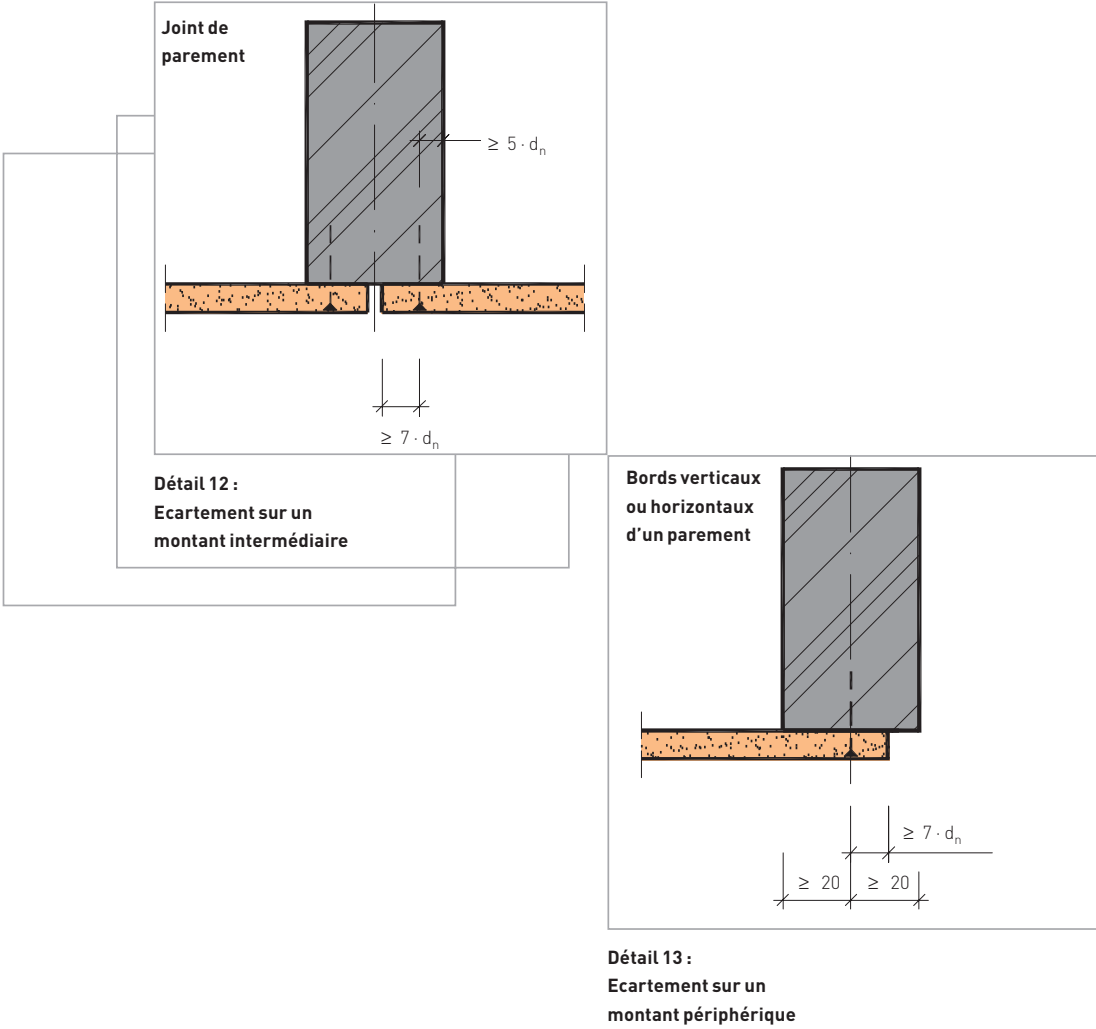 Joint de
parement
≥ 5 · dn
≥ 7 · dn
Détail 12 :
Ecartement sur un
montant intermédiaire
Bords verticaux
ou horizontaux
d’un parement
≥ 7 · dn
≥ 20 ≥ 20
Détail 13 :
Ecartement sur un
montant périphérique